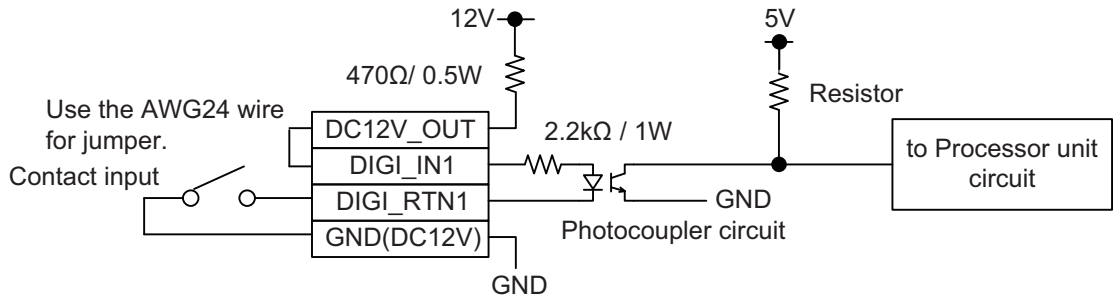 12V
5V
470Ω/ 0.5W
Resistor
Use the AWG24 wire
for jumper.
DC12V_OUT
2.2kΩ / 1W
to Processor unit
circuit
DIGI_IN1
Contact input
DIGI_RTN1
GND
Photocoupler circuit
GND(DC12V)
GND